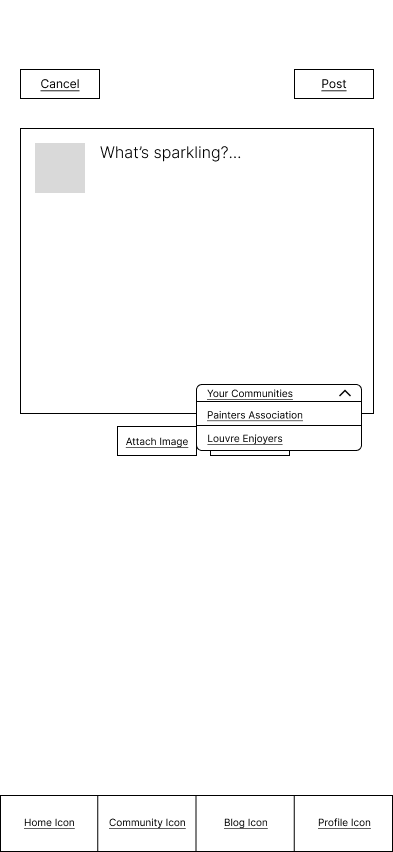 Cancel
Post
What's sparkling?...
Your Communities
Painters Association
Attach Image
Louvre Enjoyers
Home Icon
Community Icon
Blog Icon
Profile Icon